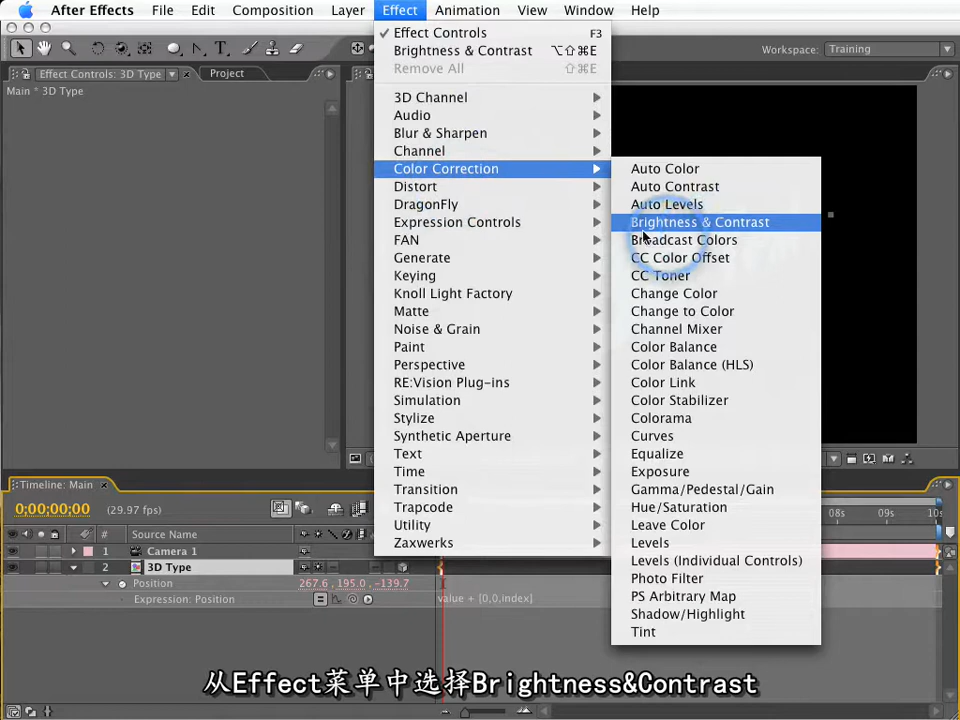 After Effects File Edit Composition Layer Effect Animation View Window Help
Workspace: Training
Effect Controls: 3D Type Project
Main * 3D Type
Effect Controls F3
Brightness & Contrast ⌥⇧⌘E
Remove All ⇧⌘E
3D Channel
Audio
Blur & Sharpen
Channel
Color Correction
Distort
DragonFly
Expression Controls
FAN
Generate
Keying
Knoll Light Factory
Matte
Noise & Grain
Paint
Perspective
RE:Vision Plug-ins
Simulation
Stylize
Synthetic Aperture
Text
Time
Transition
Trapcode
Utility
Zaxwerks
Auto Color
Auto Contrast
Auto Levels
Brightness & Contrast
Broadcast Colors
CC Color Offset
CC Toner
Change Color
Change to Color
Channel Mixer
Color Balance
Color Balance (HLS)
Color Link
Color Stabilizer
Colorama
Curves
Equalize
Exposure
Gamma/Pedestal/Gain
Hue/Saturation
Leave Color
Levels
Levels (Individual Controls)
Photo Filter
PS Arbitrary Map
Shadow/Highlight
Tint
Timeline: Main
0;00;00;00 (29.97 fps)
08s 09s 10s
# Source Name
1 Camera 1
2 3D Type
Position 267.6, 195.0, -139.7
Expression: Position value + [0,0,index]
从Effect菜单中选择Brightness&Contrast